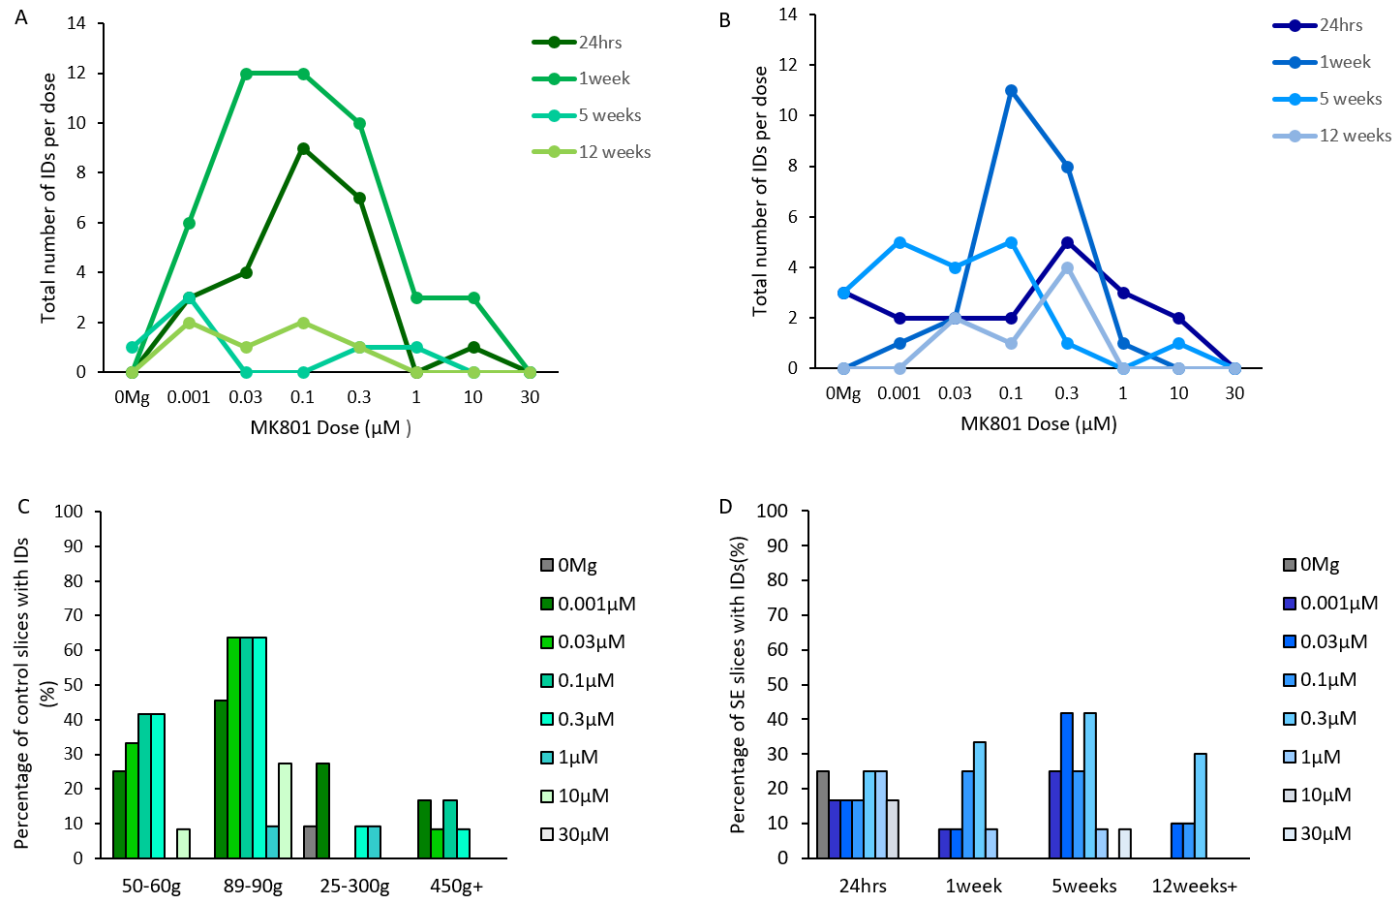 A
14
12
10
8
6
4
2
0
Total number of IDs per dose
0Mg 0.001 0.03 0.1 0.3 1 10 30
MK801 Dose (µM )
24hrs
1week
5 weeks
12 weeks
B
14
12
10
8
6
4
2
0
Total number of IDs per dose
0Mg 0.001 0.03 0.1 0.3 1 10 30
MK801 Dose (µM)
24hrs
1week
5 weeks
12 weeks
C
100
90
80
70
60
50
40
30
20
10
0
Percentage of control slices with IDs
(%)
50-60g 89-90g 25-300g 450g+
0Mg
0.001µM
0.03µM
0.1µM
0.3µM
1µM
10µM
30µM
D
100
90
80
70
60
50
40
30
20
10
0
Percentage of SE slices with IDs(%)
24hrs 1week 5weeks 12weeks+
0Mg
0.001µM
0.03µM
0.1µM
0.3µM
1µM
10µM
30µM